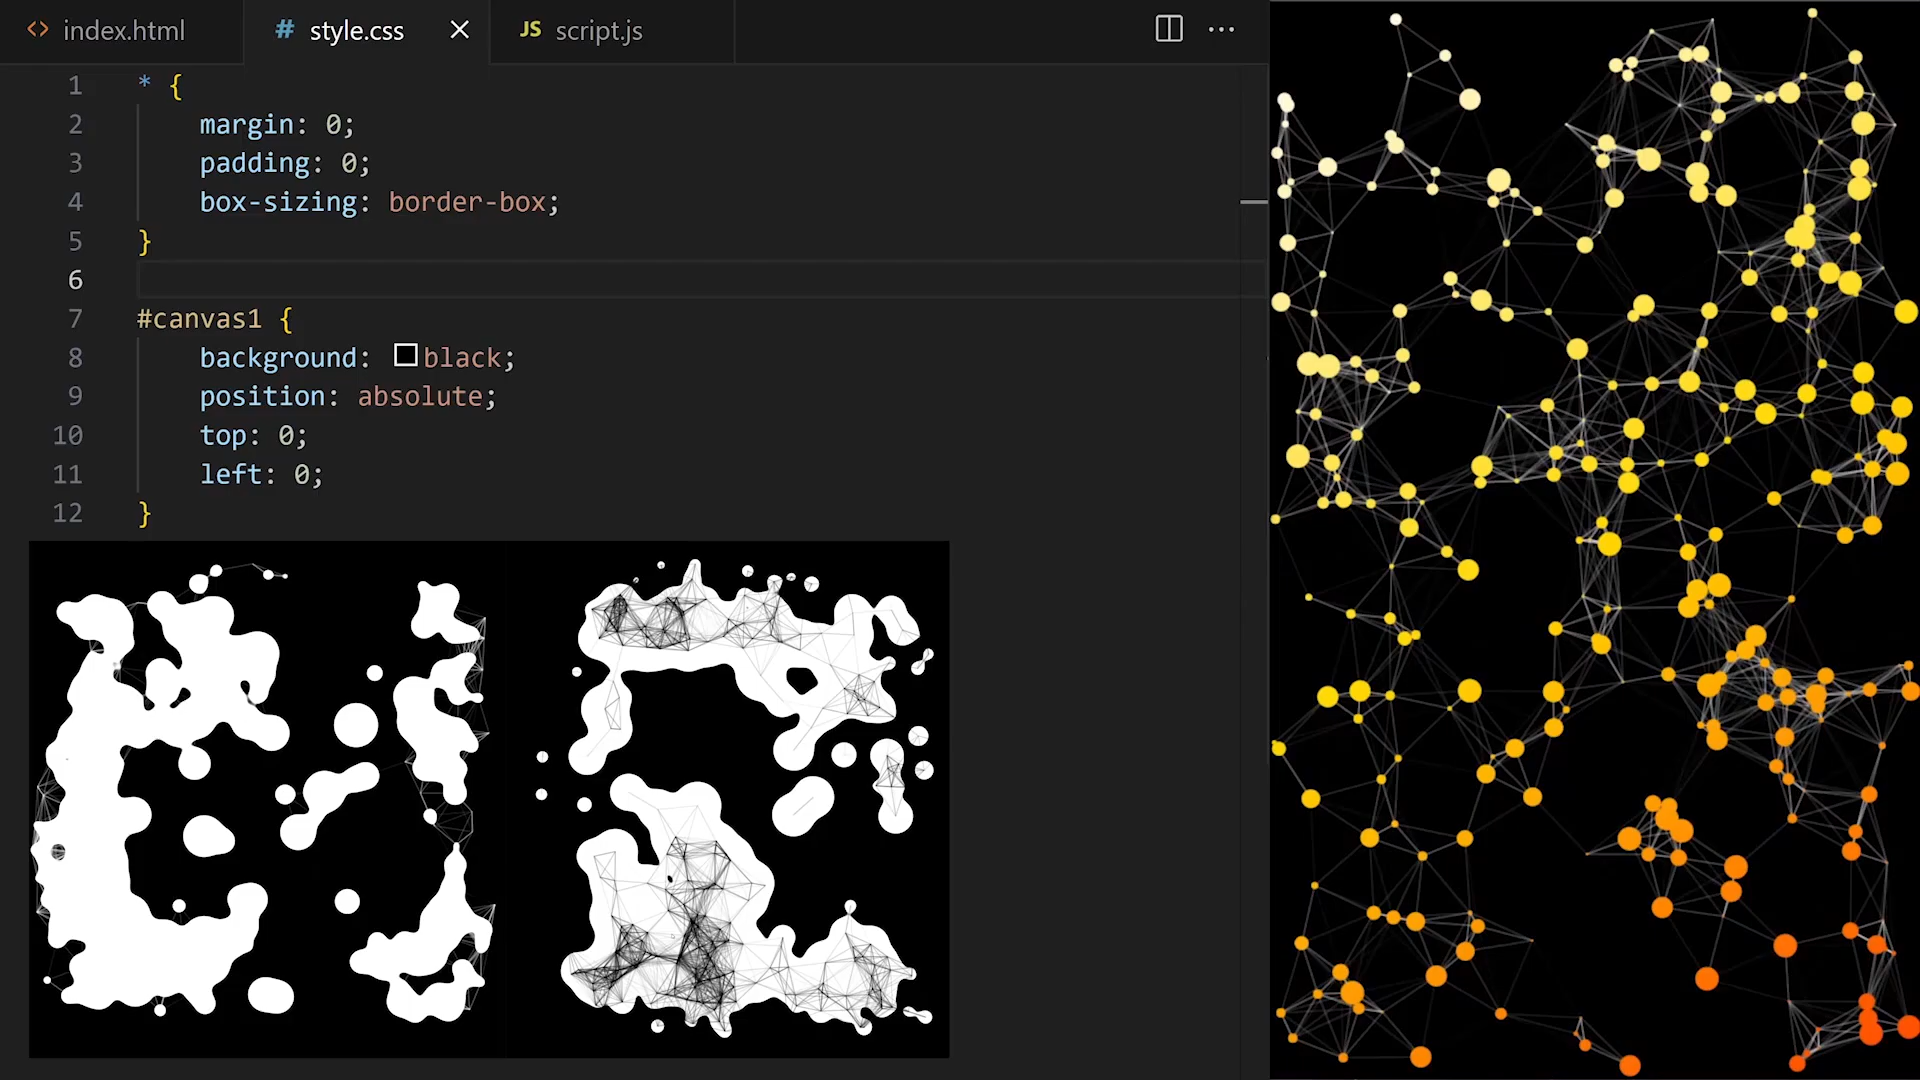 <> index.html
# style.css
JS script.js
1 * {
2 margin: 0;
3 padding: 0;
4 box-sizing: border-box;
5 }
6
7 #canvas1 {
8 background: black;
9 position: absolute;
10 top: 0;
11 left: 0;
12 }